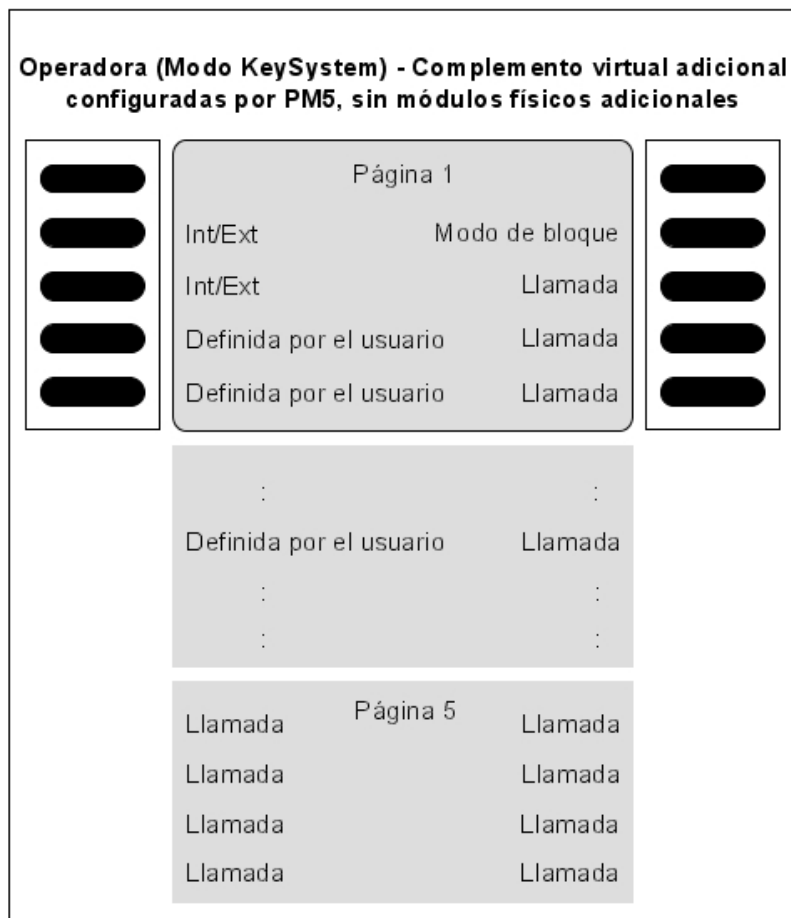 Operadora (Modo KeySystem) - Complemento virtual adicional
configuradas por PM5, sin módulos físicos adicionales
Página 1
Int/Ext Modo de bloque
Int/Ext Llamada
Definida por el usuario Llamada
Definida por el usuario Llamada
: :
Definida por el usuario Llamada
: :
: :
Página 5
Llamada Llamada
Llamada Llamada
Llamada Llamada
Llamada Llamada